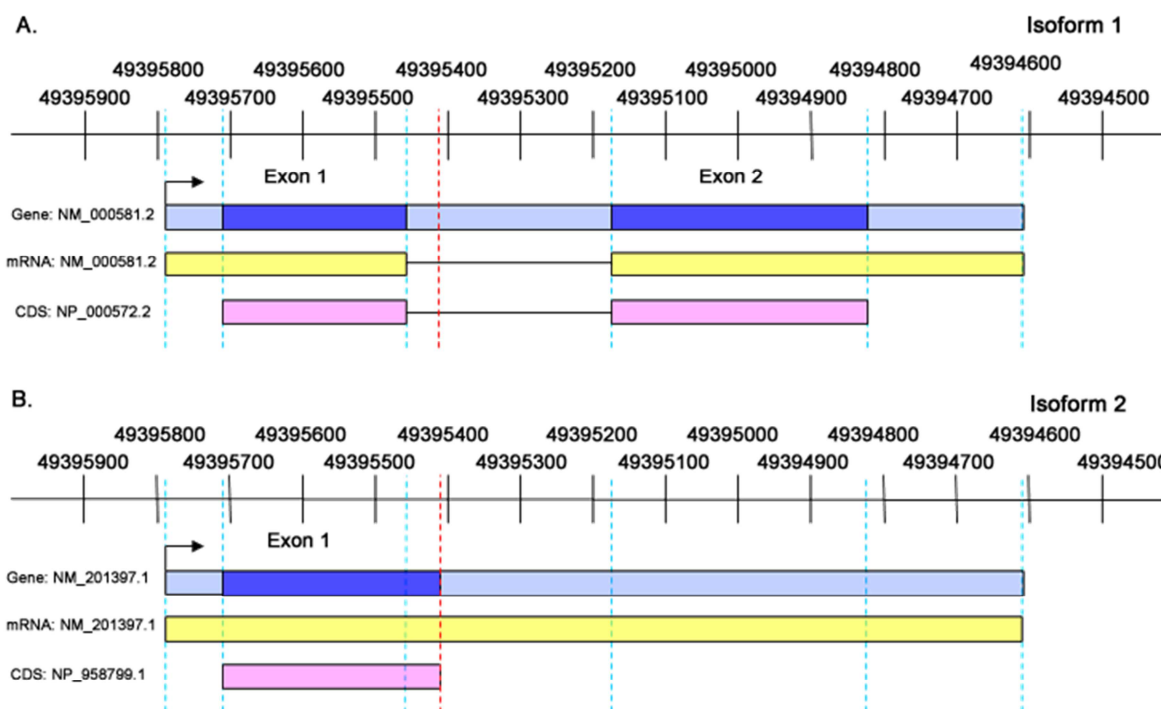 A.
Isoform 1
49395800 49395600 49395400 49395200 49395000 49394800 49394600
49395900 49395700 49395500 49395300 49395100 49394900 49394700 49394500
Exon 1 Exon 2
Gene: NM_000581.2
mRNA: NM_000581.2
CDS: NP_000572.2
B.
Isoform 2
49395800 49395600 49395400 49395200 49395000 49394800 49394600
49395900 49395700 49395500 49395300 49395100 49394900 49394700 4939450
Exon 1
Gene: NM_201397.1
mRNA: NM_201397.1
CDS: NP_958799.1